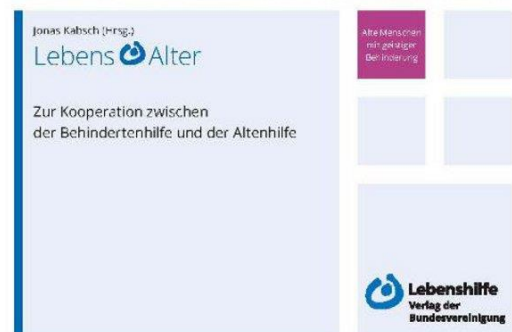 Jonas Kabsch (Hrsg.)
Lebens Alter
Zur Kooperation zwischen
der Behindertenhilfe und der Altenhilfe
Alte Menschen
mit geistiger
Behinderung
Lebenshilfe
Verlag der
Bundesvereinigung